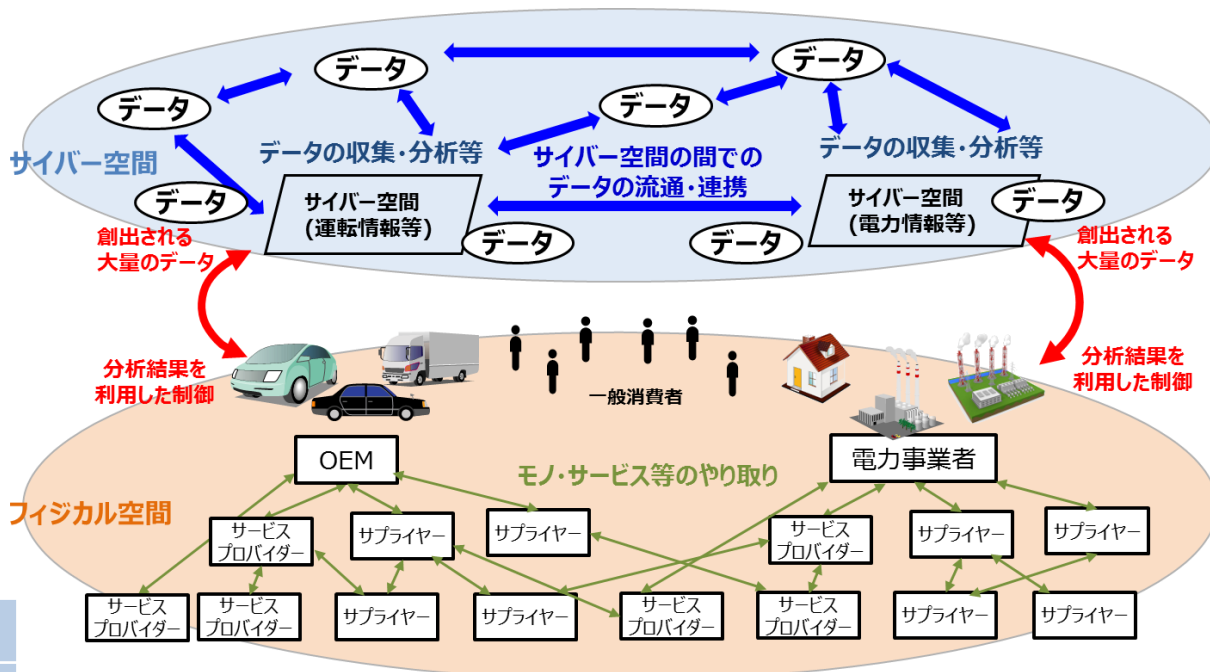 データ
データ
データ
データ
データの収集・分析等
データの収集・分析等
サイバー空間
サイバー空間の間での
データの流通・連携
データ
サイバー空間
(運転情報等)
データ
データ
サイバー空間
(電力情報等)
データ
創出される
大量のデータ
創出される
大量のデータ
分析結果を
利用した制御
分析結果を
利用した制御
一般消費者
OEM
電力事業者
モノ・サービス等のやり取り
フィジカル空間
サービス
プロバイダー
サプライヤー
サプライヤー
サービス
プロバイダー
サプライヤー
サプライヤー
サービス
プロバイダー
サービス
プロバイダー
サプライヤー
サプライヤー
サービス
プロバイダー
サービス
プロバイダー
サプライヤー
サプライヤー